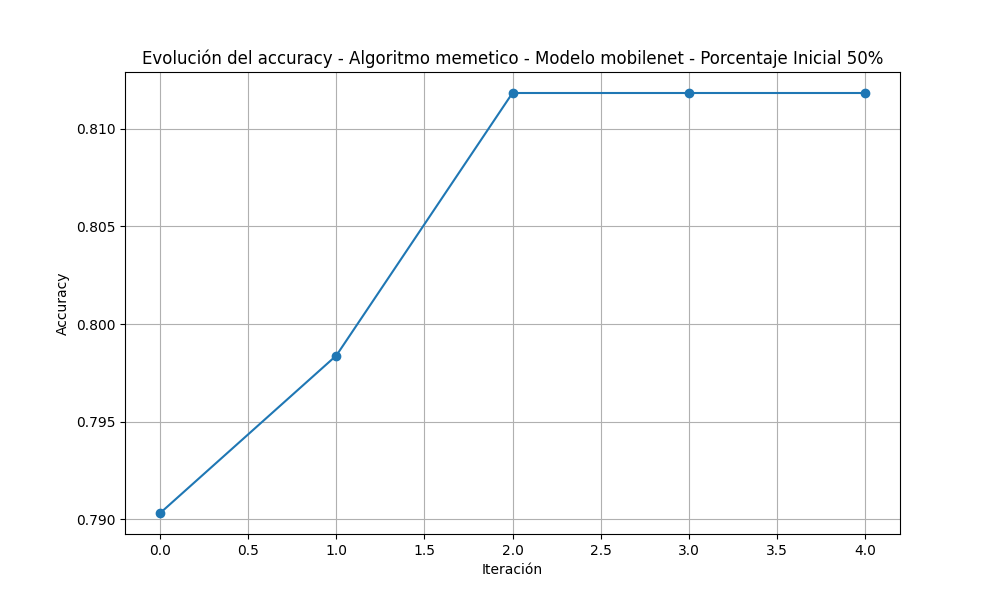 Evolución del accuracy - Algoritmo memetico - Modelo mobilenet - Porcentaje Inicial 50%
0.810
0.805
0.800
0.795
0.790
Accuracy
0.0 0.5 1.0 1.5 2.0 2.5 3.0 3.5 4.0
Iteración